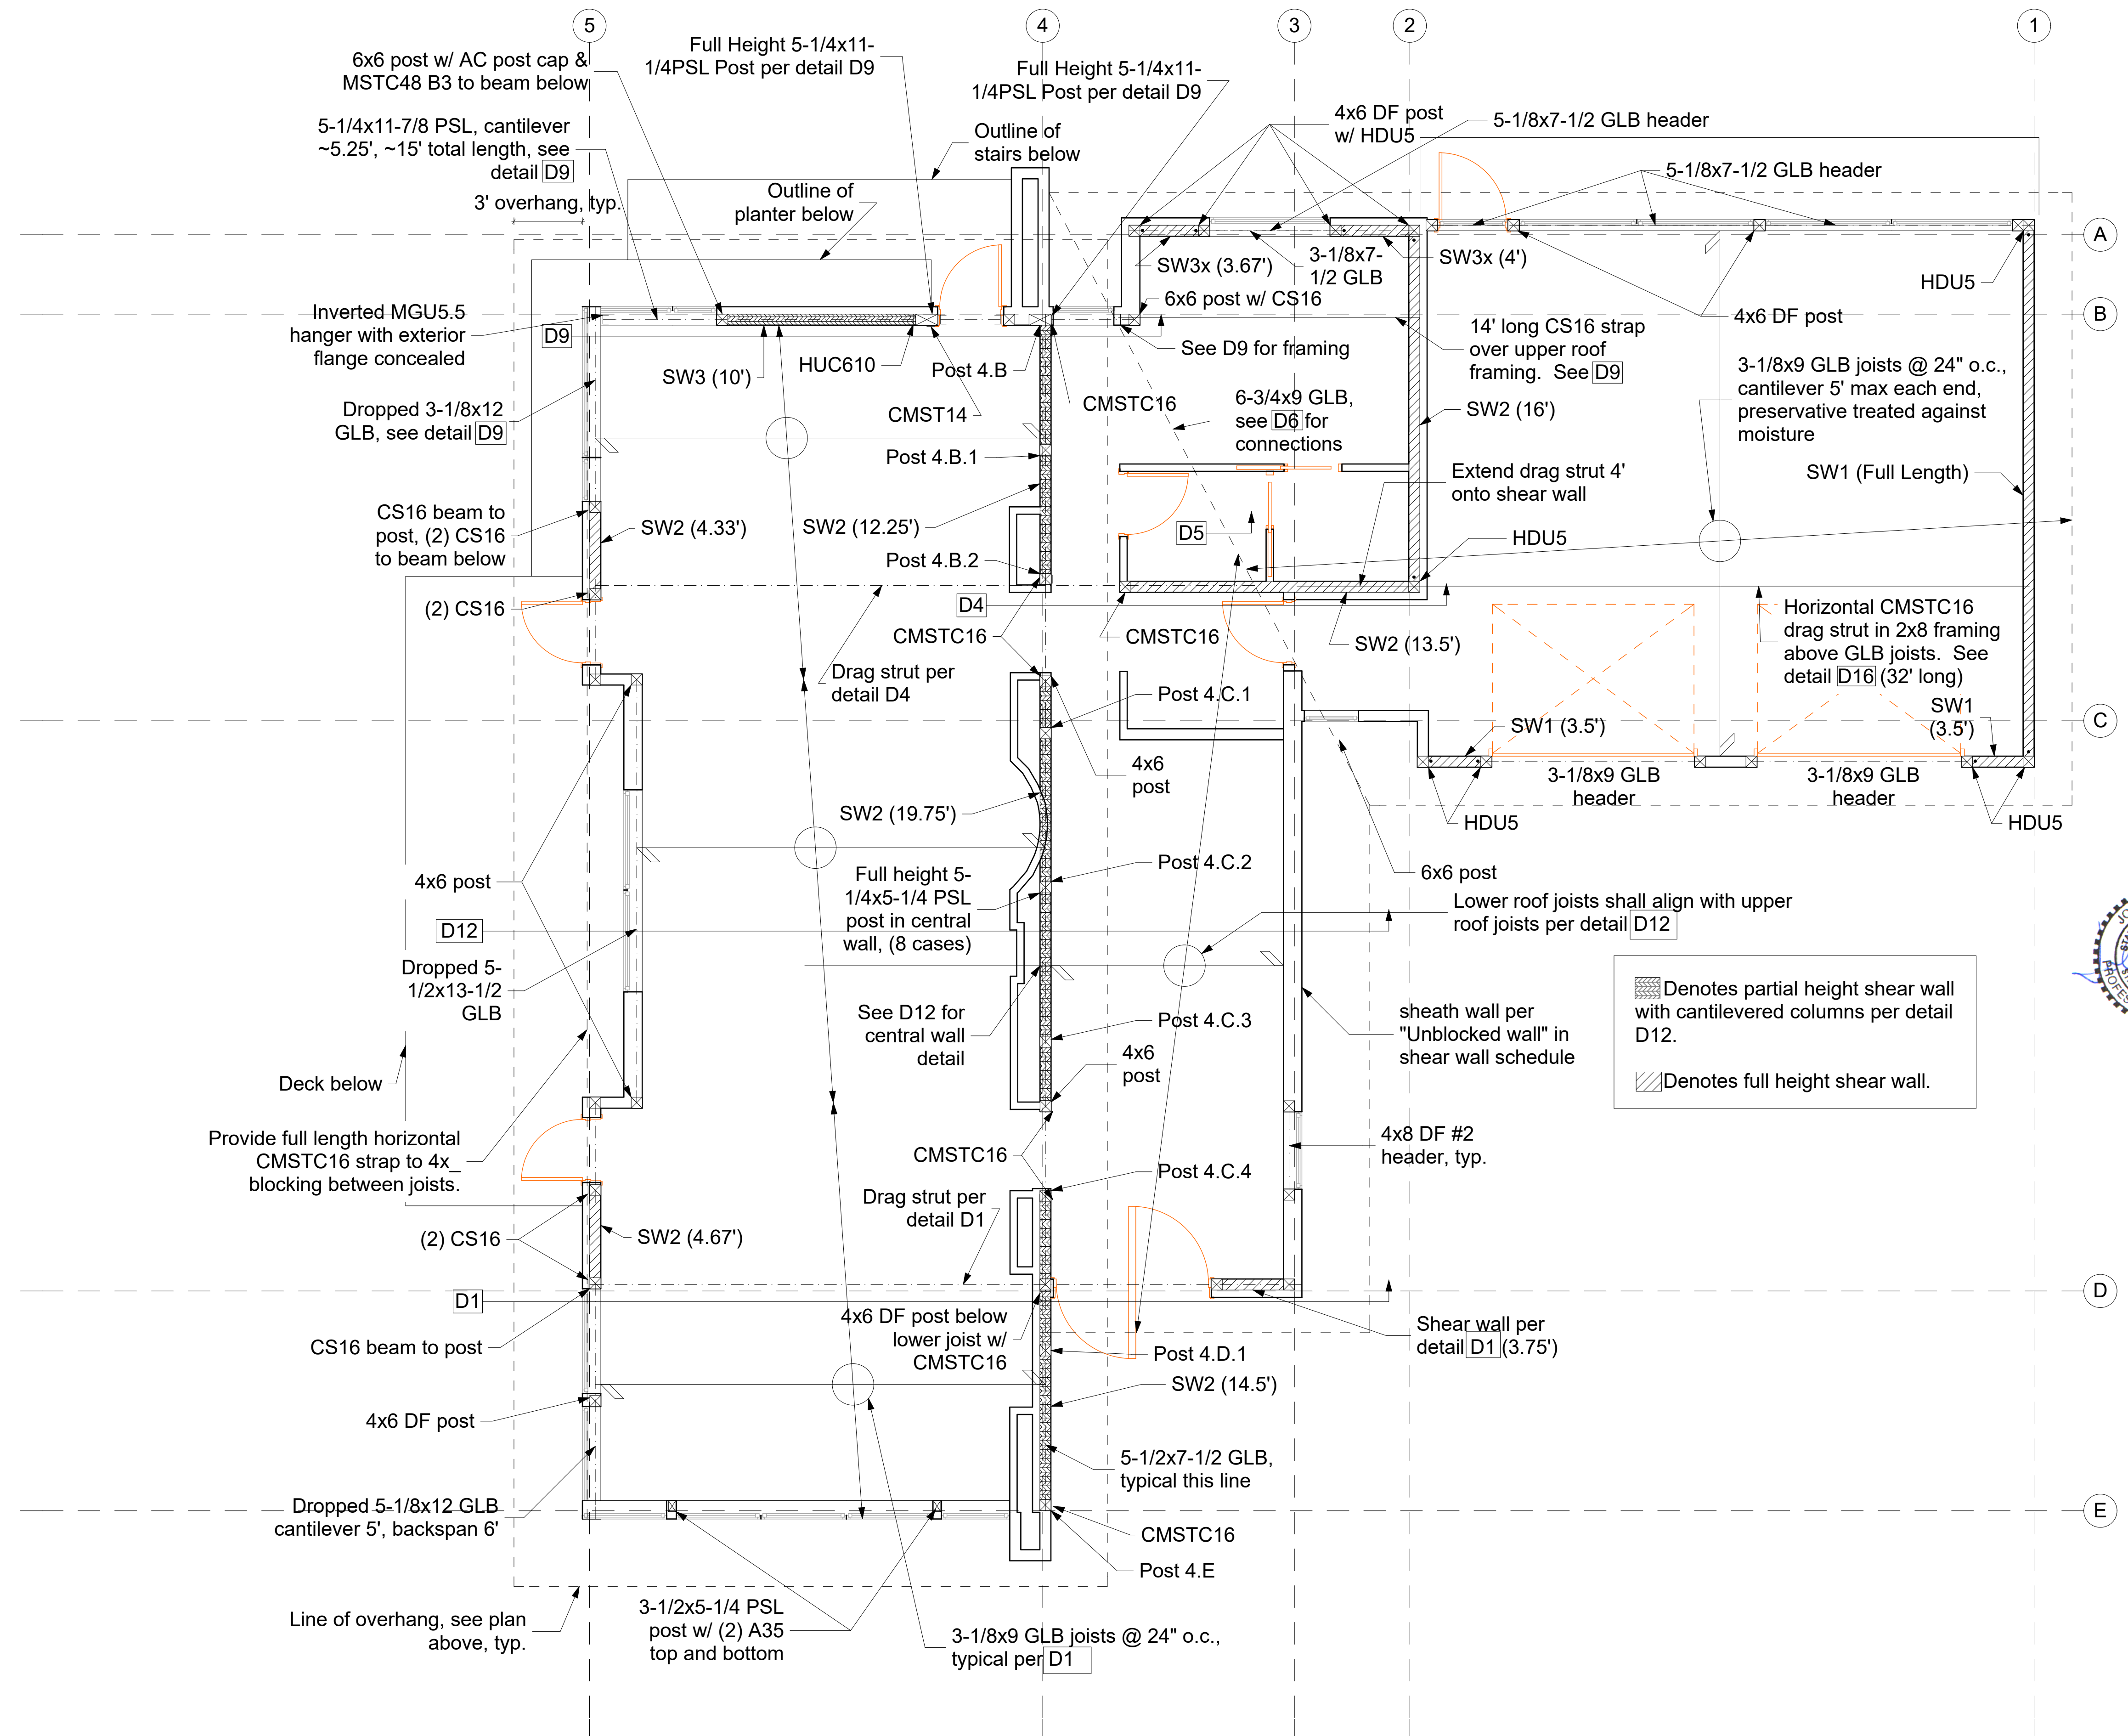 5
4
3
2
1
6x6 post w/ AC post cap &
MSTC48 B3 to beam below
Full Height 5-1/4x11-
1/4PSL Post per detail D9
Full Height 5-1/4x11-
1/4PSL Post per detail D9
5-1/4x11-7/8 PSL, cantilever
~5.25', ~15' total length, see
detail D9
Outline of
stairs below
4x6 DF post
w/ HDU5
5-1/8x7-1/2 GLB header
5-1/8x7-1/2 GLB header
3' overhang, typ.
Outline of
planter below
A
SW3x (3.67')
3-1/8x7-
1/2 GLB
SW3x (4')
HDU5
6x6 post w/ CS16
4x6 DF post
B
Inverted MGU5.5
hanger with exterior
flange concealed
D9
SW3 (10')
HUC610
Post 4.B
See D9 for framing
14' long CS16 strap
over upper roof
framing. See D9
3-1/8x9 GLB joists @ 24" o.c.,
cantilever 5' max each end,
preservative treated against
moisture
CMST14
CMSTC16
6-3/4x9 GLB,
see D6 for
connections
SW2 (16')
Dropped 3-1/8x12
GLB, see detail D9
Post 4.B.1
Extend drag strut 4'
onto shear wall
SW1 (Full Length)
CS16 beam to
post, (2) CS16
to beam below
SW2 (4.33')
SW2 (12.25')
D5
HDU5
Post 4.B.2
(2) CS16
D4
CMSTC16
CMSTC16
SW2 (13.5')
Horizontal CMSTC16
drag strut in 2x8 framing
above GLB joists. See
detail D16 (32' long)
Drag strut per
detail D4
Post 4.C.1
SW1 (3.5')
SW1
(3.5')
C
4x6
post
3-1/8x9 GLB
header
3-1/8x9 GLB
header
SW2 (19.75')
HDU5
HDU5
4x6 post
Full height 5-
1/4x5-1/4 PSL
post in central
wall, (8 cases)
Post 4.C.2
6x6 post
Lower roof joists shall align with upper
roof joists per detail D12
D12
Dropped 5-
1/2x13-1/2
GLB
See D12 for
central wall
detail
Post 4.C.3
sheath wall per
"Unblocked wall" in
shear wall schedule
Denotes partial height shear wall
with cantilevered columns per detail
D12.
Denotes full height shear wall.
4x6
post
Deck below
Provide full length horizontal
CMSTC16 strap to 4x_
blocking between joists.
CMSTC16
Post 4.C.4
4x8 DF #2
header, typ.
Drag strut per
detail D1
(2) CS16
SW2 (4.67')
D
D1
CS16 beam to post
4x6 DF post below
lower joist w/
CMSTC16
Post 4.D.1
Shear wall per
detail D1 (3.75')
SW2 (14.5')
4x6 DF post
5-1/2x7-1/2 GLB,
typical this line
Dropped 5-1/8x12 GLB
cantilever 5', backspan 6'
CMSTC16
E
Post 4.E
Line of overhang, see plan
above, typ.
3-1/2x5-1/4 PSL
post w/ (2) A35
top and bottom
3-1/8x9 GLB joists @ 24" o.c.,
typical per D1